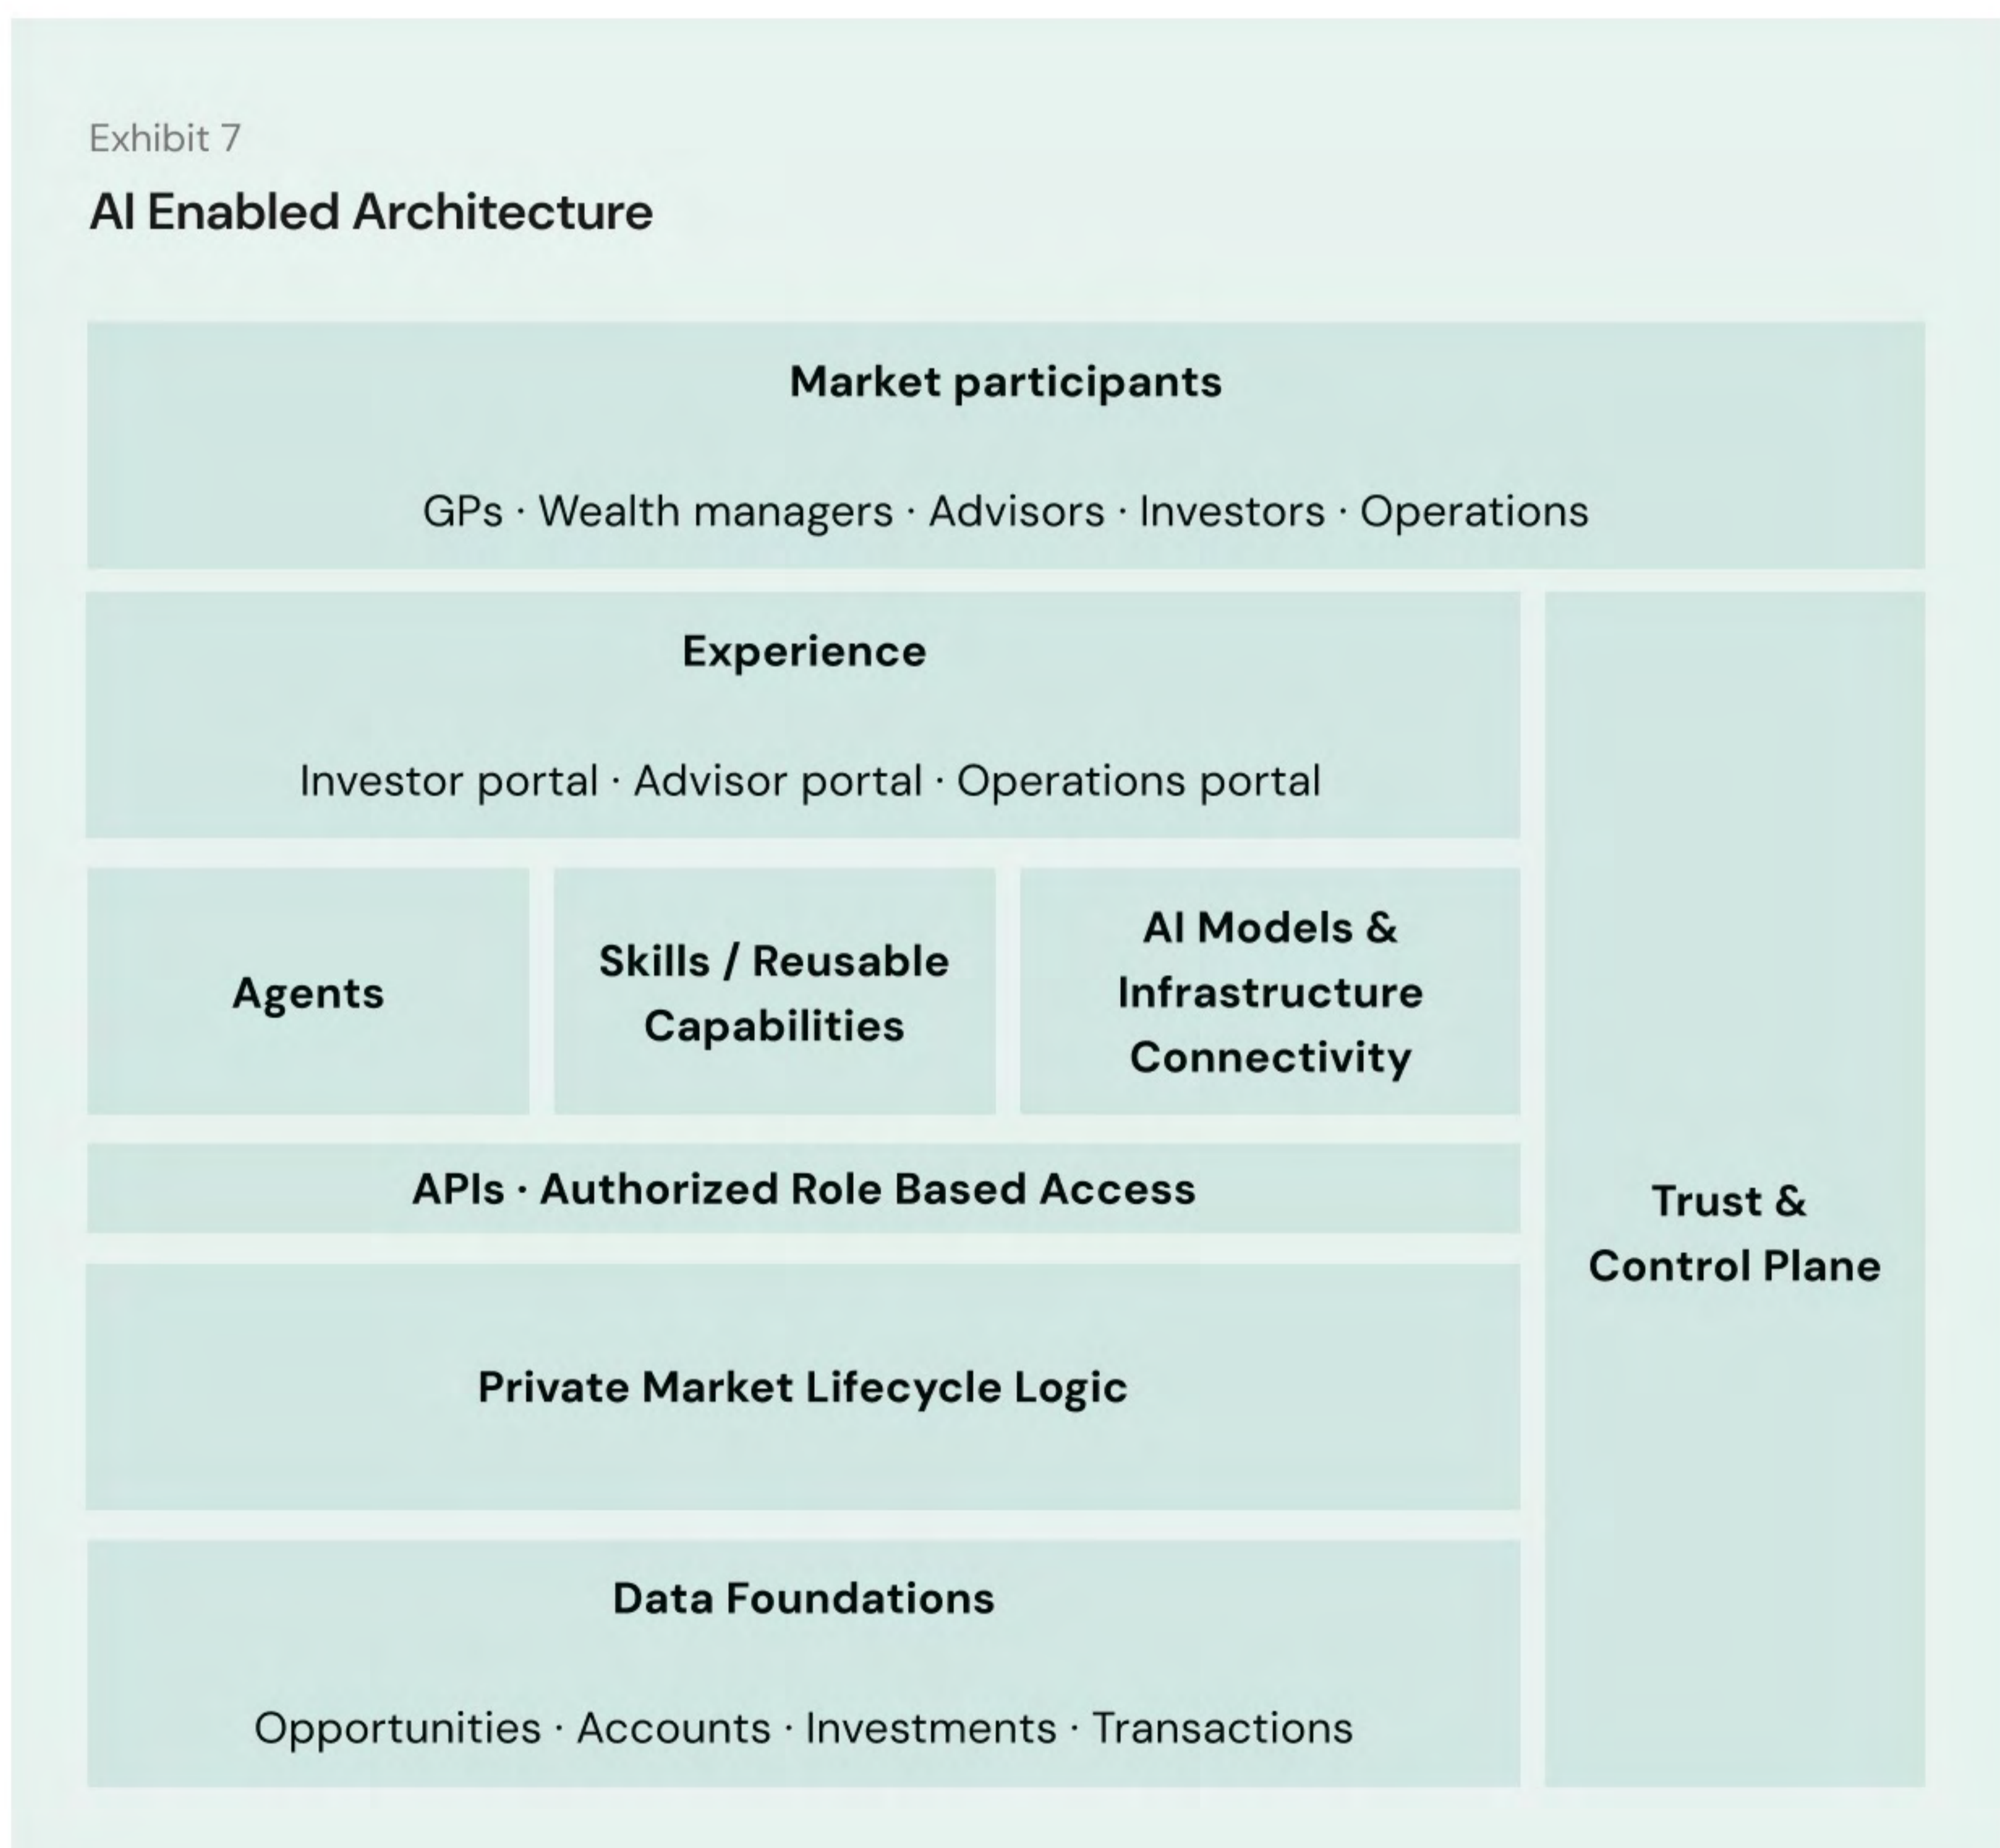 Exhibit 7
AI Enabled Architecture
Market participants
GPs · Wealth managers · Advisors · Investors · Operations
Experience
Investor portal · Advisor portal · Operations portal
Agents
Skills / Reusable
Capabilities
AI Models &
Infrastructure
Connectivity
APIs · Authorized Role Based Access
Private Market Lifecycle Logic
Data Foundations
Opportunities · Accounts · Investments · Transactions
Trust &
Control Plane